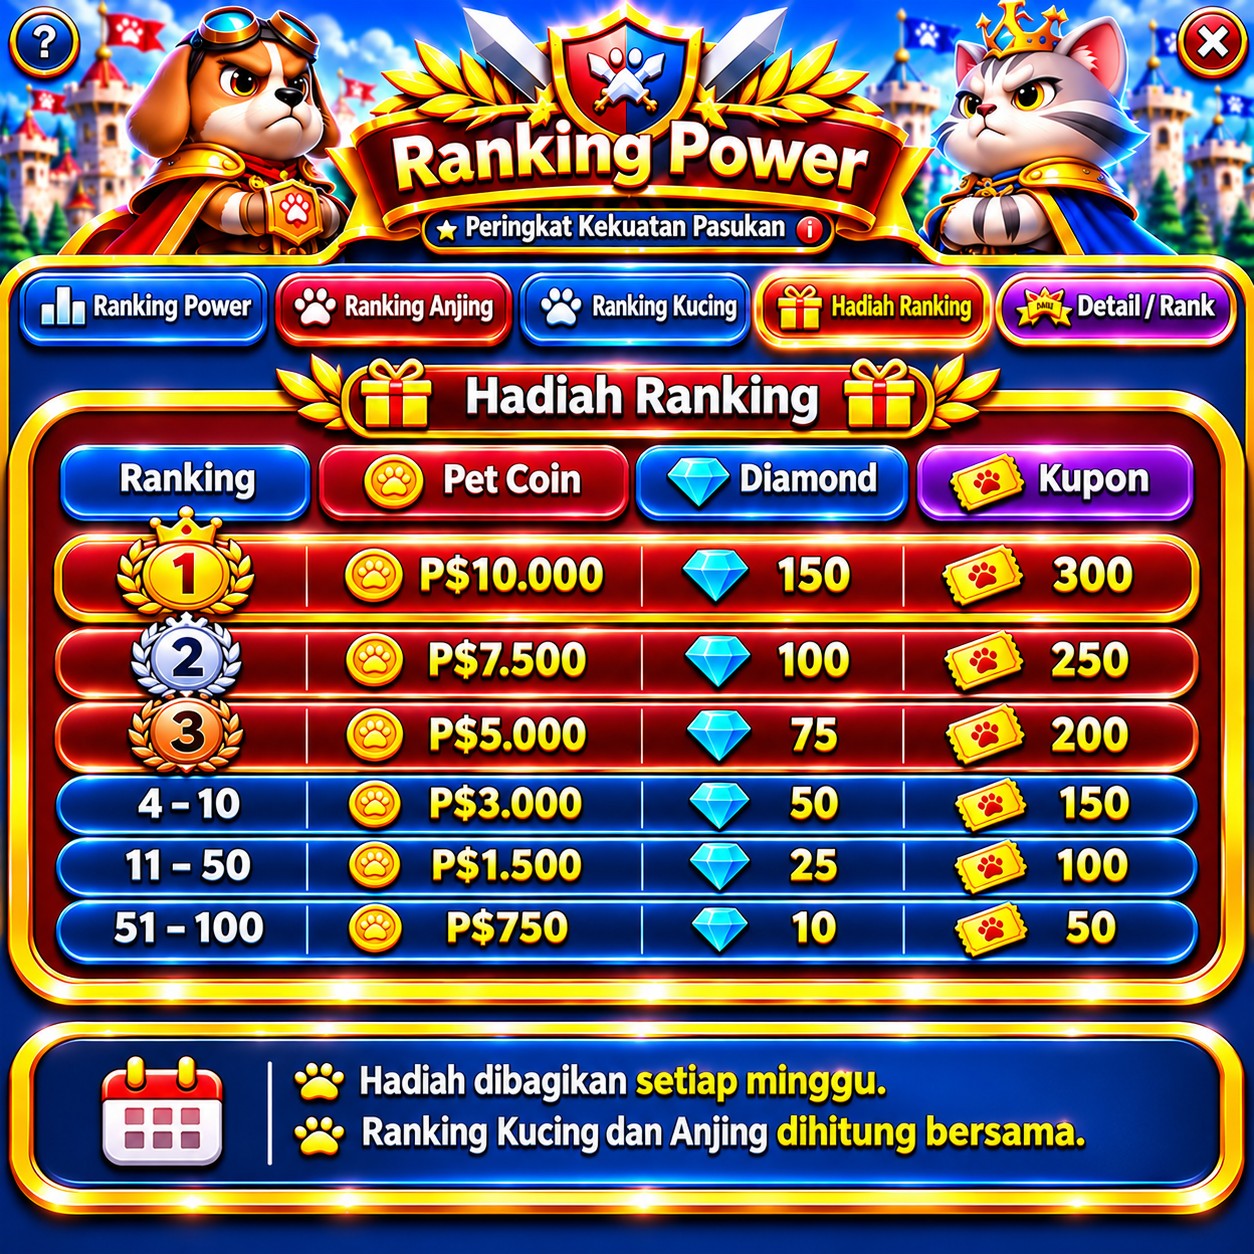 ?
Ranking Power
Peringkat Kekuatan Pasukan i
Ranking Power
Ranking Anjing
Ranking Kucing
Hadiah Ranking
Detail / Rank
Hadiah Ranking
Ranking Pet Coin Diamond Kupon
1 P$10.000 150 300
2 P$7.500 100 250
3 P$5.000 75 200
4 – 10 P$3.000 50 150
11 – 50 P$1.500 25 100
51 – 100 P$750 10 50
Hadiah dibagikan setiap minggu.
Ranking Kucing dan Anjing dihitung bersama.